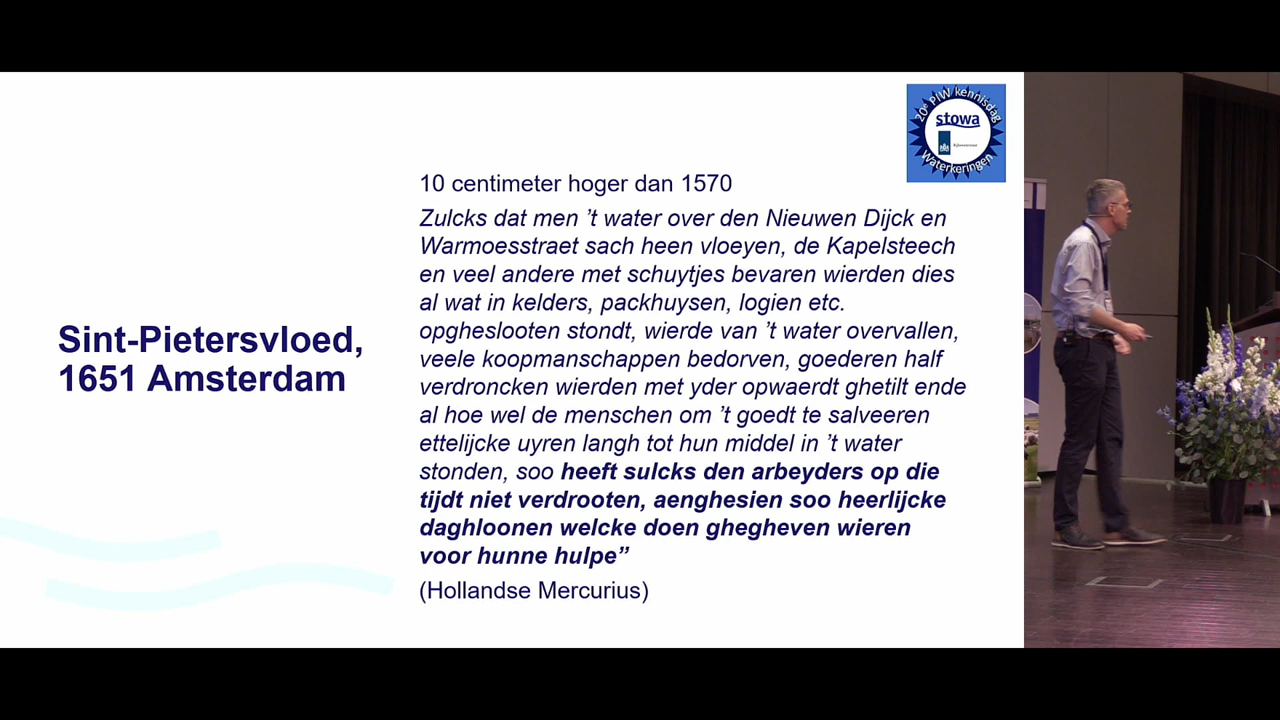 20e PIW kennisdag
stowa
Rijkswaterstaat
Waterkeringen
10 centimeter hoger dan 1570
Zulcks dat men ’t water over den Nieuwen Dijck en
Warmoesstraet sach heen vloeyen, de Kapelsteech
en veel andere met schuytjes bevaren wierden dies
al wat in kelders, packhuysen, logien etc.
opgheslooten stondt, wierde van ’t water overvallen,
veele koopmanschappen bedorven, goederen half
verdroncken wierden met yder opwaerdt ghetilt ende
al hoe wel de menschen om ’t goedt te salveeren
ettelijcke uyren langh tot hun middel in ’t water
stonden, soo heeft sulcks den arbeyders op die
tijdt niet verdrooten, aenghesien soo heerlijcke
daghloonen welcke doen ghegheven wieren
voor hunne hulpe”
(Hollandse Mercurius)
Sint-Pietersvloed,
1651 Amsterdam